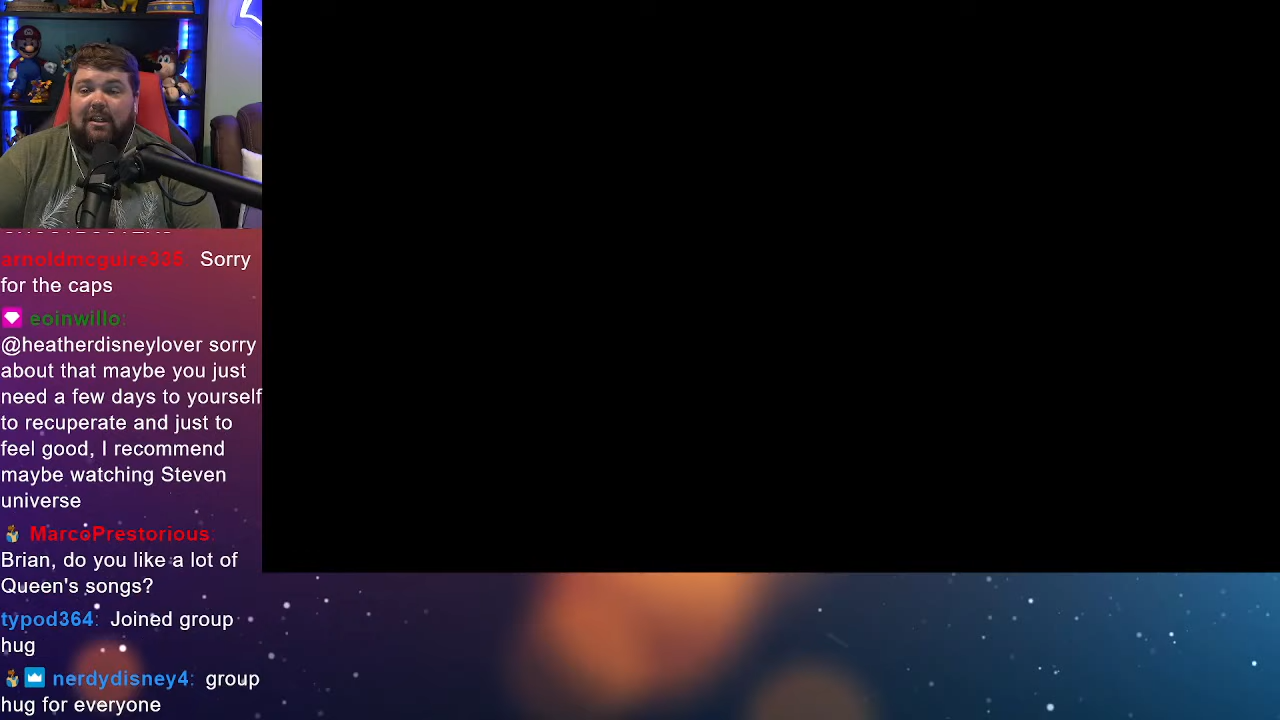 arnoldmcguire335: Sorry
for the caps
eoinwillo:
@heatherdisneylover sorry
about that maybe you just
need a few days to yourself
to recuperate and just to
feel good, I recommend
maybe watching Steven
universe
MarcoPrestorious:
Brian, do you like a lot of
Queen's songs?
typod364: Joined group
hug
nerdydisney4: group
hug for everyone